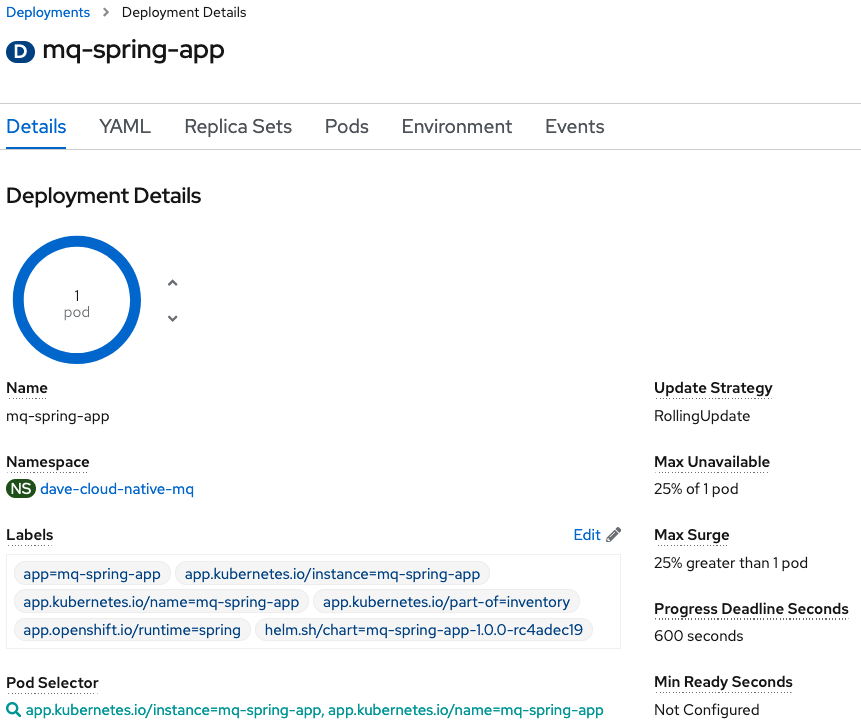 Deployments > Deployment Details
D mq-spring-app
Details YAML Replica Sets Pods Environment Events
Deployment Details
1
pod
Name
mq-spring-app
Namespace
NS dave-cloud-native-mq
Labels
Edit
app=mq-spring-app app.kubernetes.io/instance=mq-spring-app
app.kubernetes.io/name=mq-spring-app app.kubernetes.io/part-of=inventory
app.openshift.io/runtime=spring helm.sh/chart=mq-spring-app-1.0.0-rc4adec19
Pod Selector
app.kubernetes.io/instance=mq-spring-app, app.kubernetes.io/name=mq-spring-app
Update Strategy
RollingUpdate
Max Unavailable
25% of 1 pod
Max Surge
25% greater than 1 pod
Progress Deadline Seconds
600 seconds
Min Ready Seconds
Not Configured